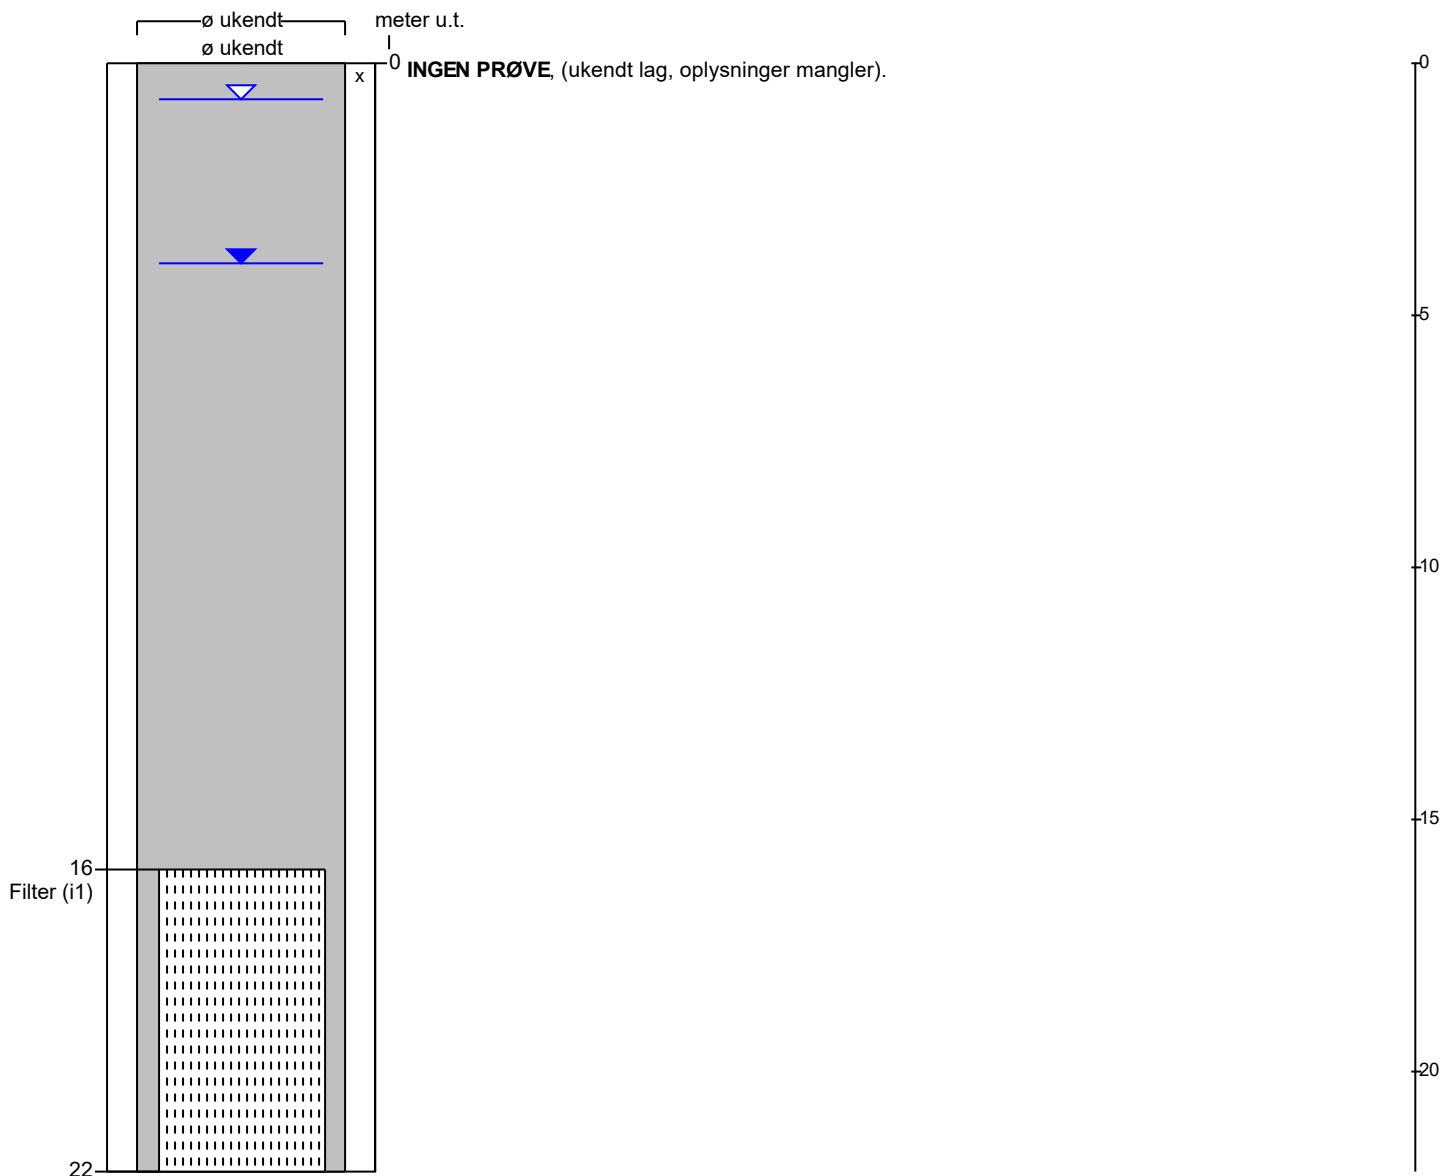 ø ukendt
meter u.t.
ø ukendt
x
0
INGEN PRØVE, (ukendt lag, oplysninger mangler).
0
5
10
15
16
Filter (i1)
20
22